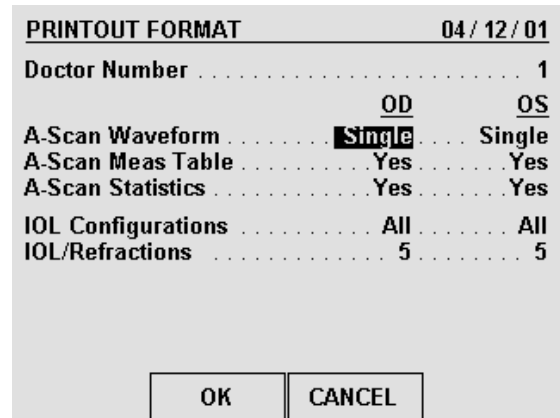 PRINTOUT FORMAT 04/12/01
Doctor Number . . . . . . . . . . . . . . . . . . . . . . . . . . 1
OD OS
A-Scan Waveform . . . . . . . . Single . . . . Single
A-Scan Meas Table . . . . . . . . . . Yes . . . . . . Yes
A-Scan Statistics . . . . . . . . . . . . Yes . . . . . . Yes
IOL Configurations . . . . . . . . . . . All . . . . . . . All
IOL/Refractions . . . . . . . . . . . . . 5 . . . . . . . . 5
OK CANCEL